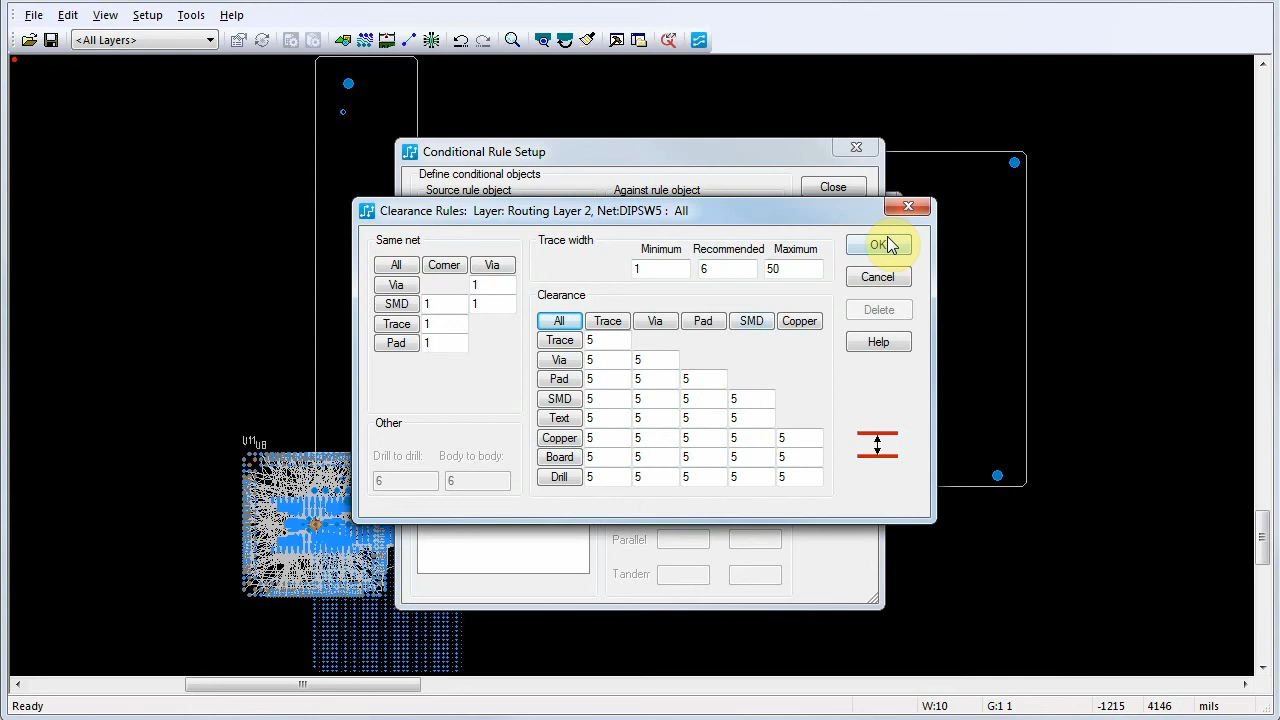 File Edit View Setup Tools Help
<All Layers>
Conditional Rule Setup
Define conditional objects
Source rule object Against rule object Close
Clearance Rules: Layer: Routing Layer 2, Net:DIPSW5 : All
Same net Trace width OK
Minimum Recommended Maximum
All Corner Via 1 6 50
Via 1 Cancel
SMD 1 1 Clearance
Trace 1 All Trace Via Pad SMD Copper Delete
Pad 1 Trace 5 Help
Via 5 5
Pad 5 5 5
SMD 5 5 5 5
Text 5 5 5 5
Other Copper 5 5 5 5 5
Drill to drill: Body to body: Board 5 5 5 5 5
6 6 Drill 5 5 5 5 5
U11 U8
Parallel
Tandem
Ready W:10 G:1 1 -1215 4146 mils